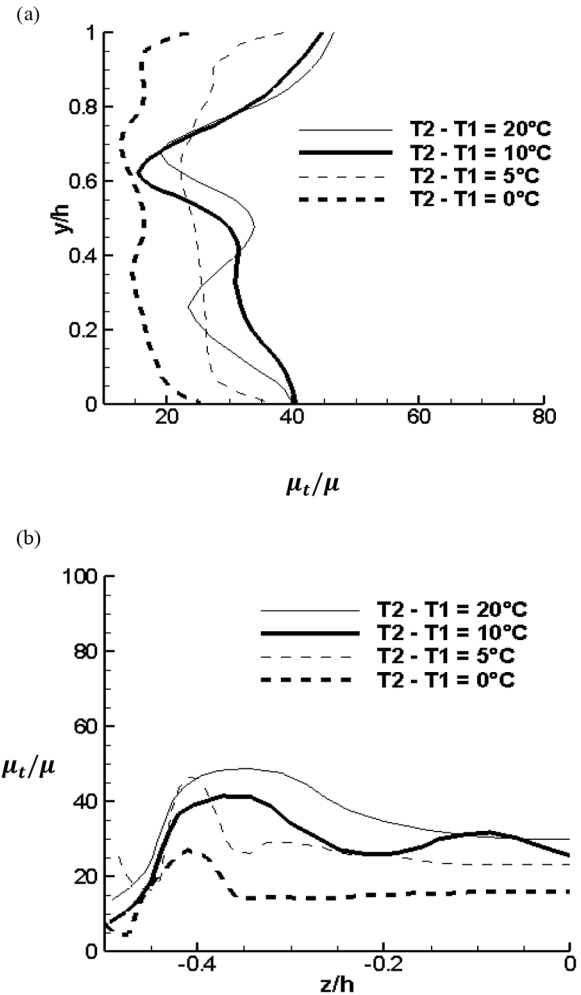 (a)
1
0.8
0.6
y/h
0.4
0.2
0
T2 - T1 = 20°C
T2 - T1 = 10°C
T2 - T1 = 5°C
T2 - T1 = 0°C
20 40 60 80
μt/μ
(b)
100
80
60
μt/μ
40
20
0
T2 - T1 = 20°C
T2 - T1 = 10°C
T2 - T1 = 5°C
T2 - T1 = 0°C
-0.4 -0.2 0
z/h